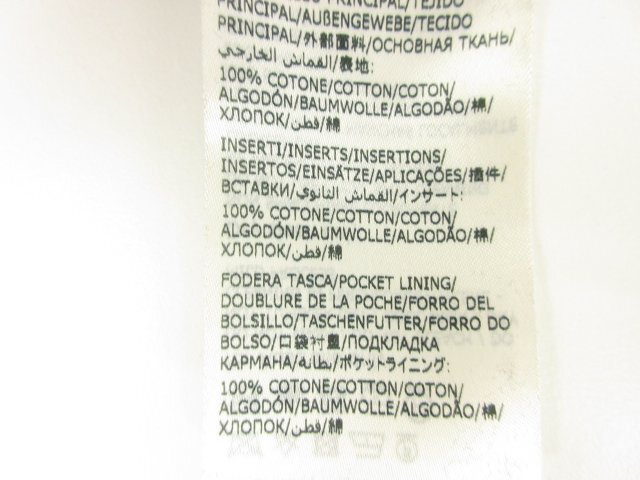 PRINCIPAL/TEJIDO
PRINCIPAL/AUßENGEWEBE/TECIDO
PRINCIPAL/外部面料/ОСНОВНАЯ ТКАНЬ/
القماش الخارجي/表地:
100% COTONE/COTTON/COTON/
ALGODÓN/BAUMWOLLE/ALGODÃO/棉/
ХЛОПОК/قطن/綿
INSERTI/INSERTS/INSERTIONS/
INSERTOS/EINSÄTZE/APLICAÇÕES/插件/
ВСТАВКИ/القماش الثانوي/インサート:
100% COTONE/COTTON/COTON/
ALGODÓN/BAUMWOLLE/ALGODÃO/棉/
ХЛОПОК/قطن/綿
FODERA TASCA/POCKET LINING/
DOUBLURE DE LA POCHE/FORRO DEL
BOLSILLO/TASCHENFUTTER/FORRO DO
BOLSO/口袋衬里/ПОДКЛАДКА
КАРМАНА/بطانة/ポケットライニング:
100% COTONE/COTTON/COTON/
ALGODÓN/BAUMWOLLE/ALGODÃO/棉/
ХЛОПОК/قطن/綿